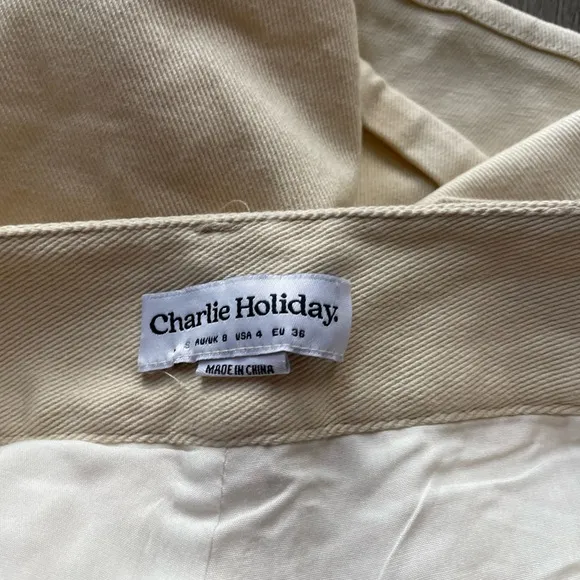 Charlie Holiday.
S AU/UK 8 USA 4 EU 36
MADE IN CHINA